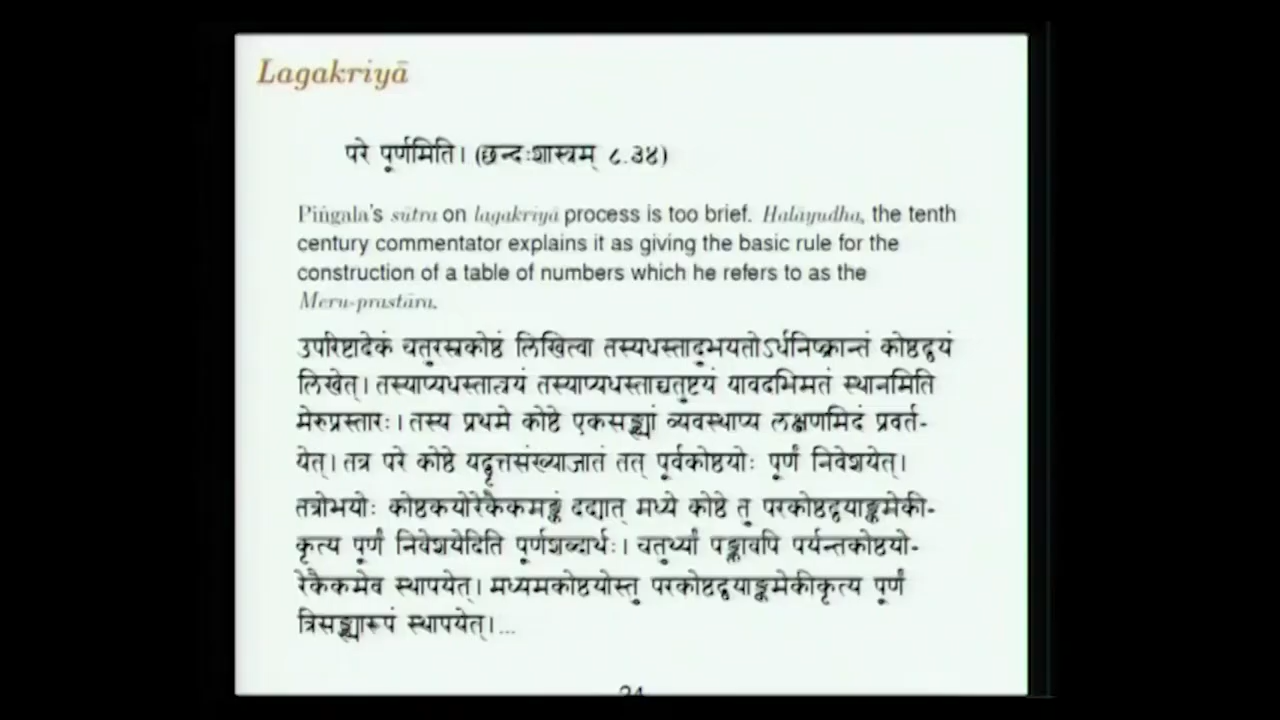 Lagakriyā
परे पूर्णमिति। (छन्दःशास्त्रम् ८.३४)
Piṅgala's sūtra on lagakriyā process is too brief. Halāyudha, the tenth
century commentator explains it as giving the basic rule for the
construction of a table of numbers which he refers to as the
Meru-prastāra.
उपरिष्टादेकं चतुरस्रकोष्ठं लिखित्वा तस्यधस्तादुभयतोऽर्धनिष्क्रान्तं कोष्ठद्वयं
लिखेत्। तस्याप्यधस्तात्त्रयं तस्याप्यधस्ताच्चतुष्टयं यावदभिमतं स्थानमिति
मेरुप्रस्तारः। तस्य प्रथमे कोष्ठे एकसङ्ख्यां व्यवस्थाप्य लक्षणमिदं प्रवर्त-
येत्। तत्र परे कोष्ठे यद्वृत्तसंख्याजातं तत् पूर्वकोष्ठयोः पूर्णं निवेशयेत्।
तत्रोभयोः कोष्ठकयोरेकैकमङ्कं दद्यात् मध्ये कोष्ठे तु परकोष्ठद्वयाङ्कमेकी-
कृत्य पूर्णं निवेशयेदिति पूर्णशब्दार्थः। चतुर्थ्यां पङ्क्तावपि पर्यन्तकोष्ठयो-
रेकैकमेव स्थापयेत्। मध्यमकोष्ठयोस्तु परकोष्ठद्वयाङ्कमेकीकृत्य पूर्णं
त्रिसङ्ख्यारूपं स्थापयेत्।...